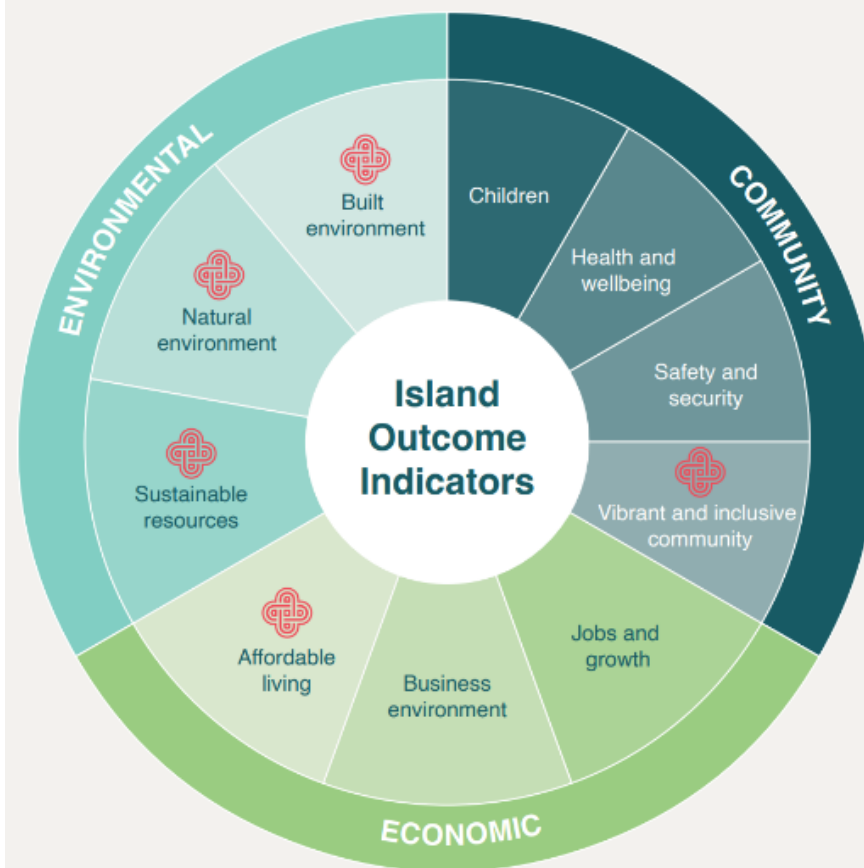 Island
Outcome
Indicators
COMMUNITY
Children
Health and
wellbeing
Safety and
security
Vibrant and inclusive
community
ECONOMIC
Jobs and
growth
Business
environment
Affordable
living
ENVIRONMENTAL
Sustainable
resources
Natural
environment
Built
environment